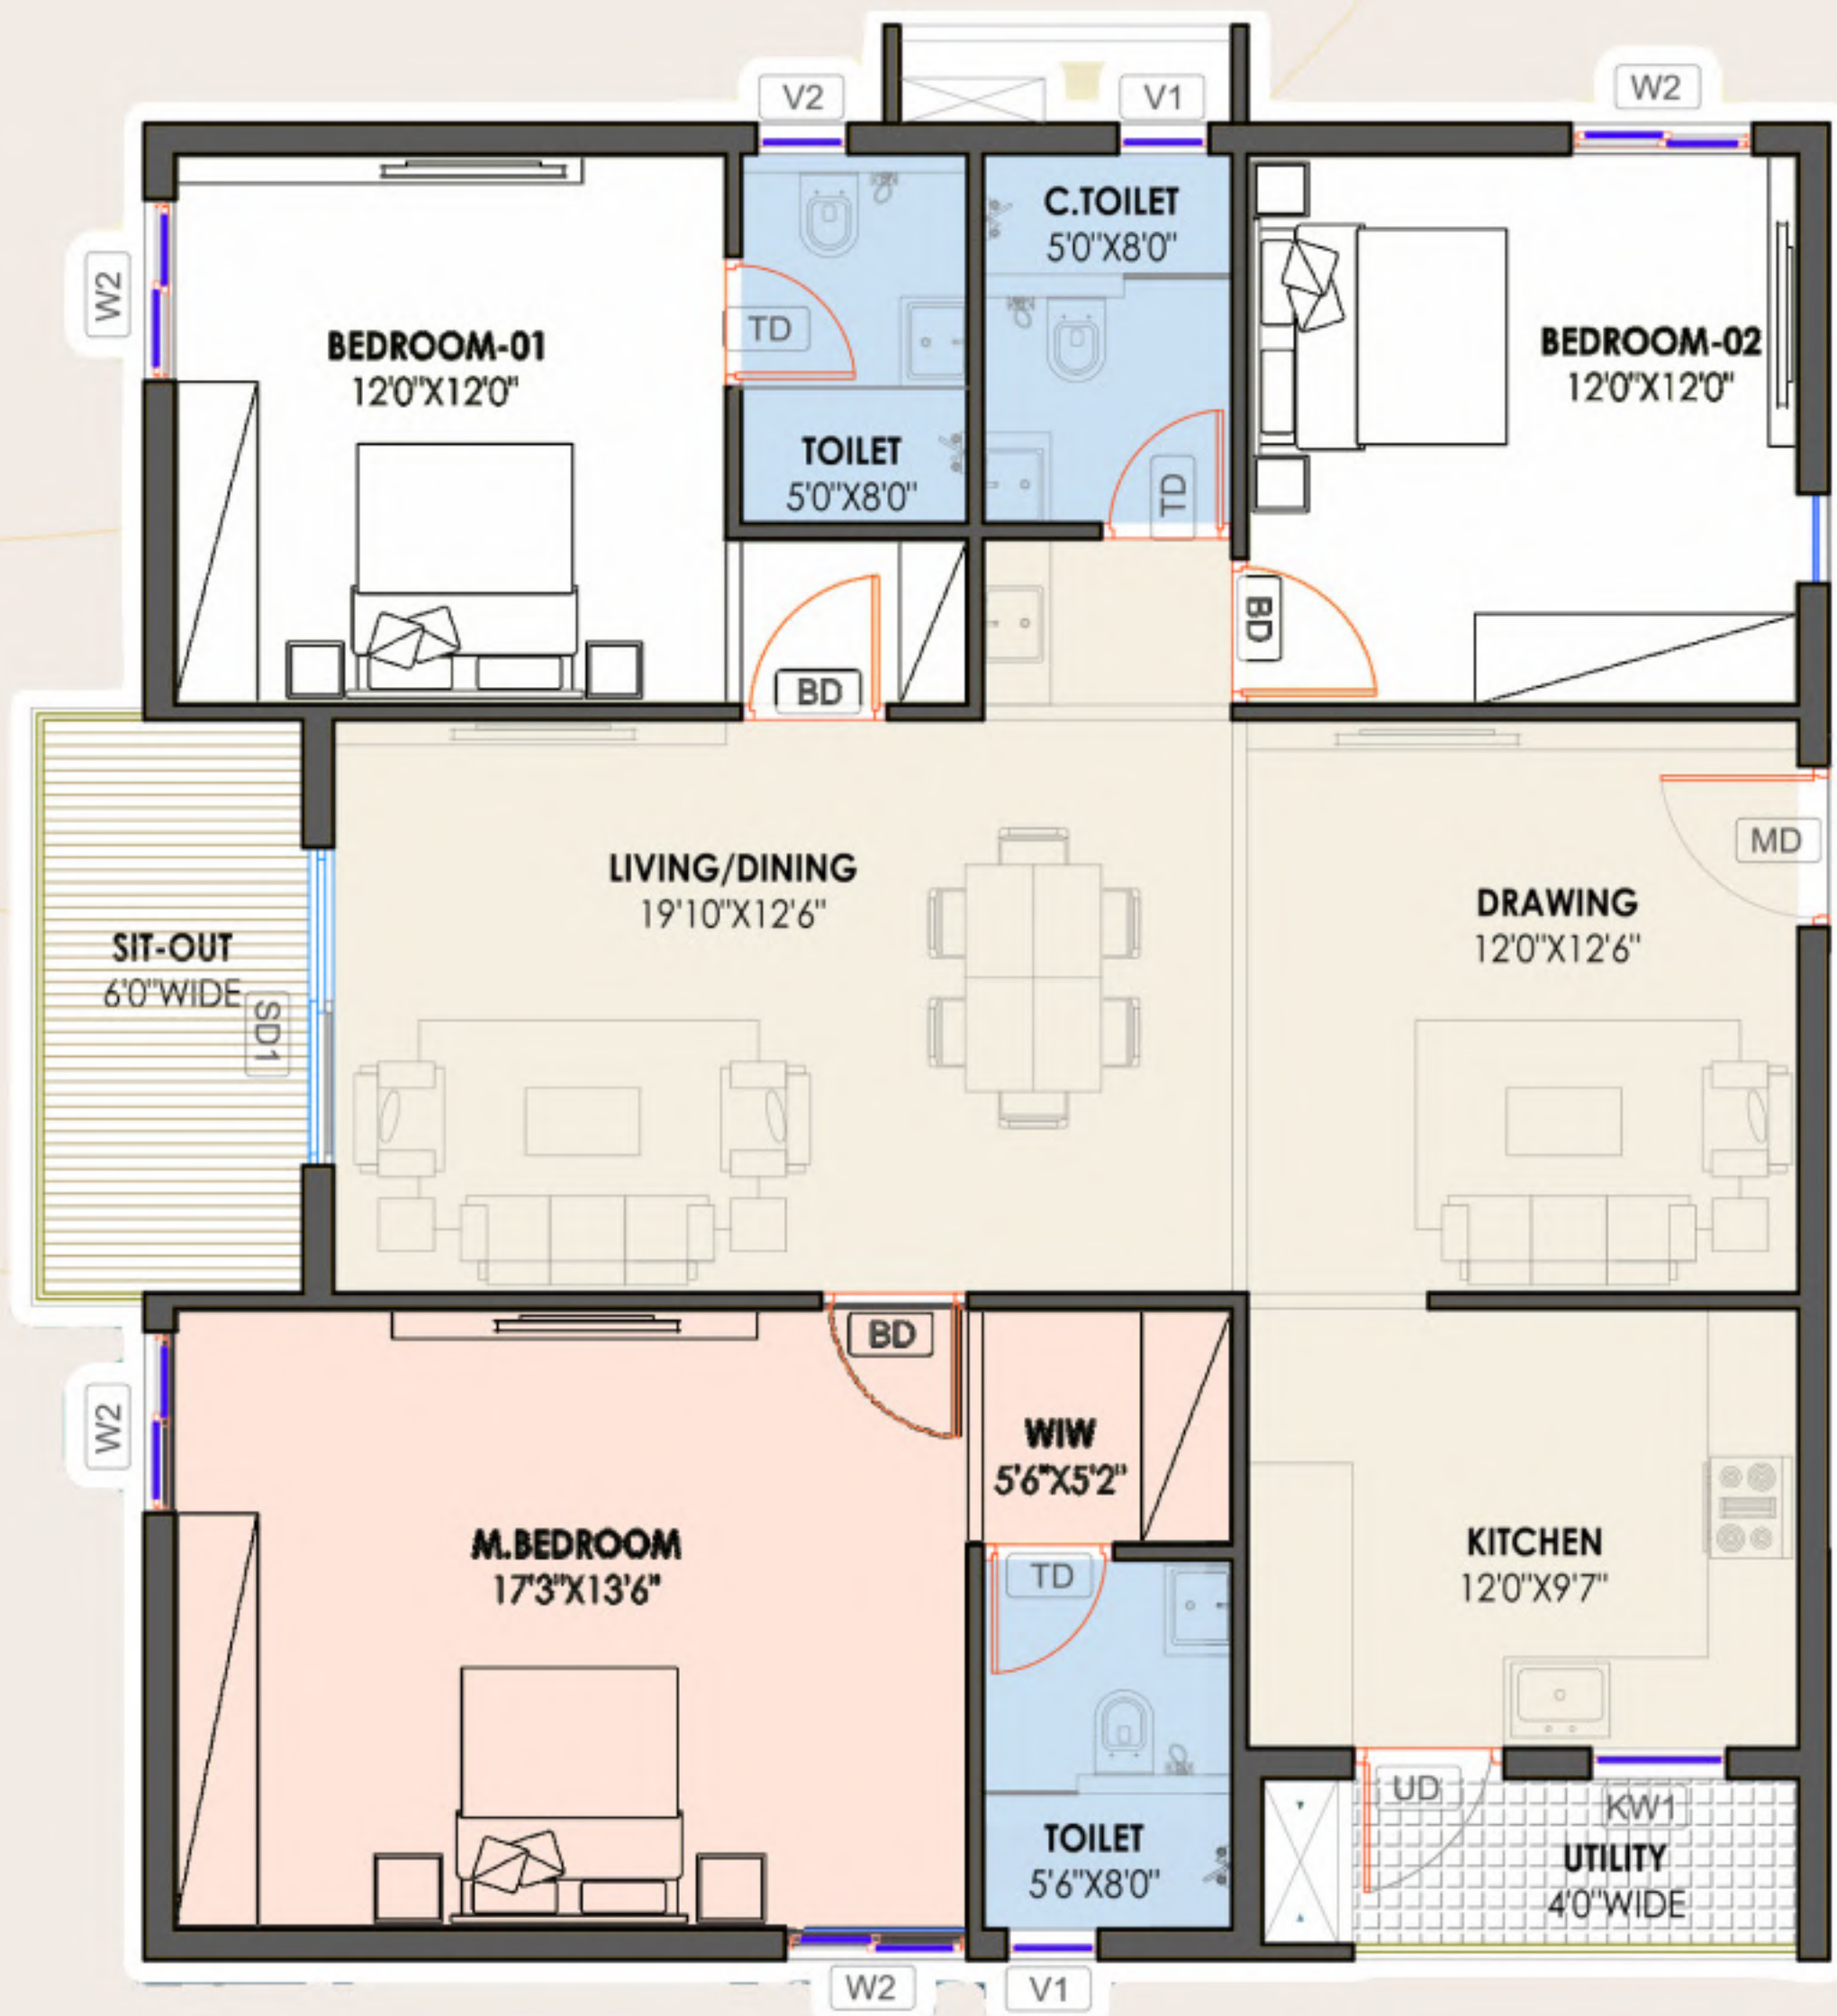 V2
V1
W2
C.TOILET
5'0"X8'0"
W2
TD
BEDROOM-01
12'0"X12'0"
BEDROOM-02
12'0"X12'0"
TOILET
5'0"X8'0"
TD
BD
BD
MD
LIVING/DINING
19'10"X12'6"
DRAWING
12'0"X12'6"
SIT-OUT
6'0"WIDE
SD1
BD
W2
WIW
5'6"X5'2"
M.BEDROOM
17'3"X13'6"
TD
KITCHEN
12'0"X9'7"
UD
KW1
TOILET
5'6"X8'0"
UTILITY
4'0"WIDE
W2
V1